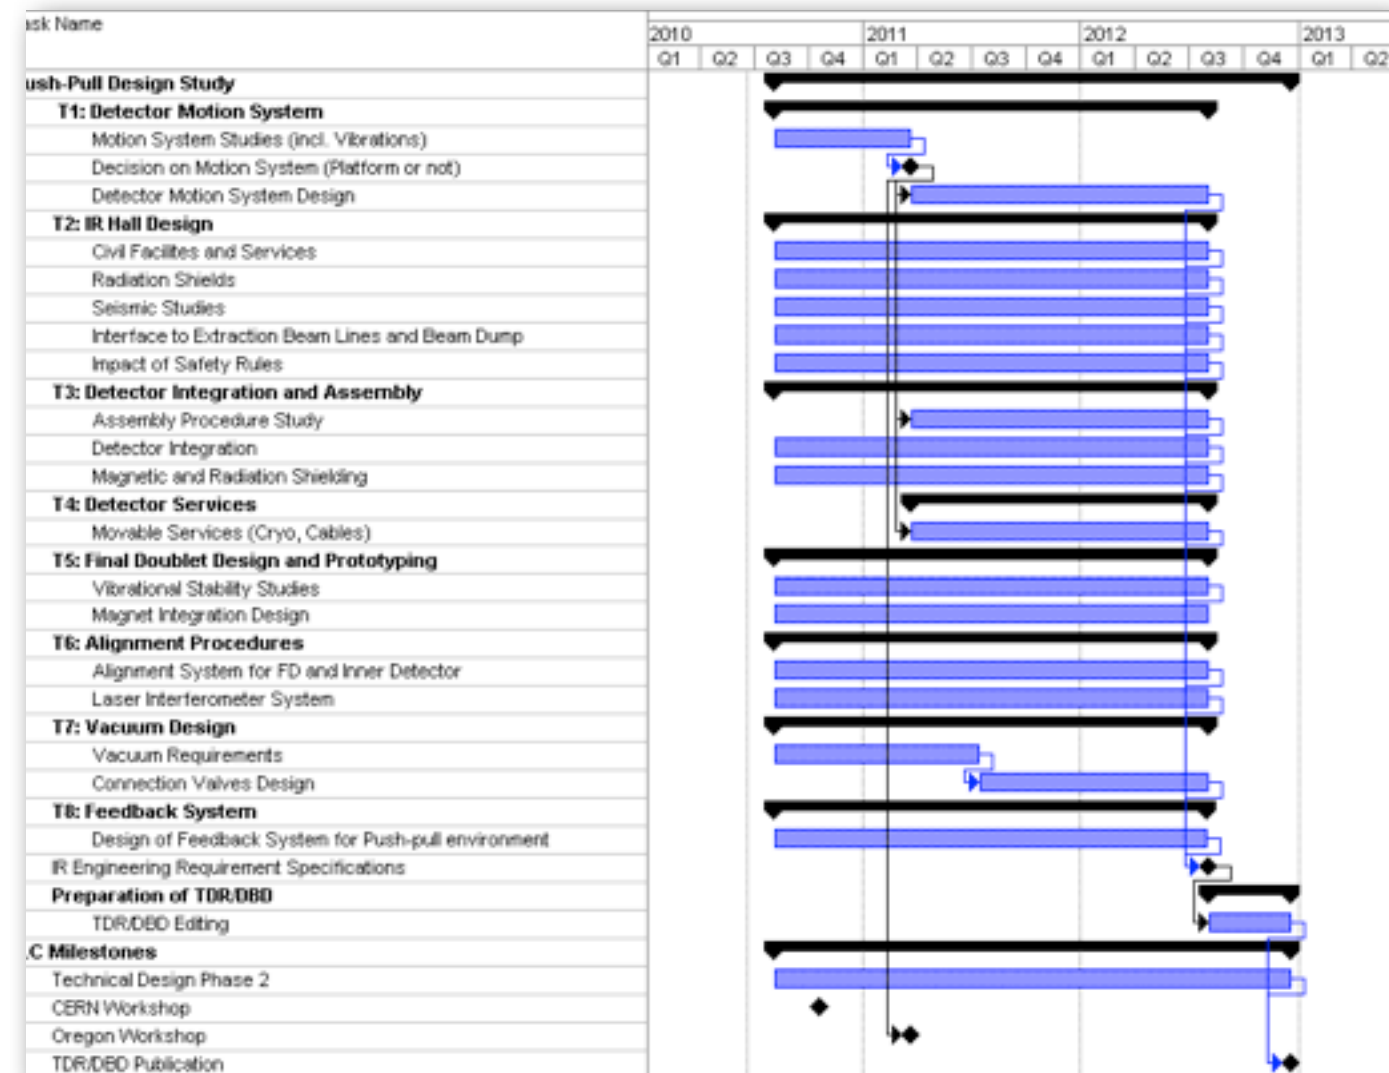 ask Name
2010 2011 2012 2013
Q1 Q2 Q3 Q4 Q1 Q2 Q3 Q4 Q1 Q2 Q3 Q4 Q1 Q2
ush-Pull Design Study
T1: Detector Motion System
Motion System Studies (incl. Vibrations)
Decision on Motion System (Platform or not)
Detector Motion System Design
T2: IR Hall Design
Civil Facilites and Services
Radiation Shields
Seismic Studies
Interface to Extraction Beam Lines and Beam Dump
Impact of Safety Rules
T3: Detector Integration and Assembly
Assembly Procedure Study
Detector Integration
Magnetic and Radiation Shielding
T4: Detector Services
Movable Services (Cryo, Cables)
T5: Final Doublet Design and Prototyping
Vibrational Stability Studies
Magnet Integration Design
T6: Alignment Procedures
Alignment System for FD and Inner Detector
Laser Interferometer System
T7: Vacuum Design
Vacuum Requirements
Connection Valves Design
T8: Feedback System
Design of Feedback System for Push-pull environment
IR Engineering Requirement Specifications
Preparation of TDR/DBD
TDR/DBD Editing
.C Milestones
Technical Design Phase 2
CERN Workshop
Oregon Workshop
TDR/DBD Publication